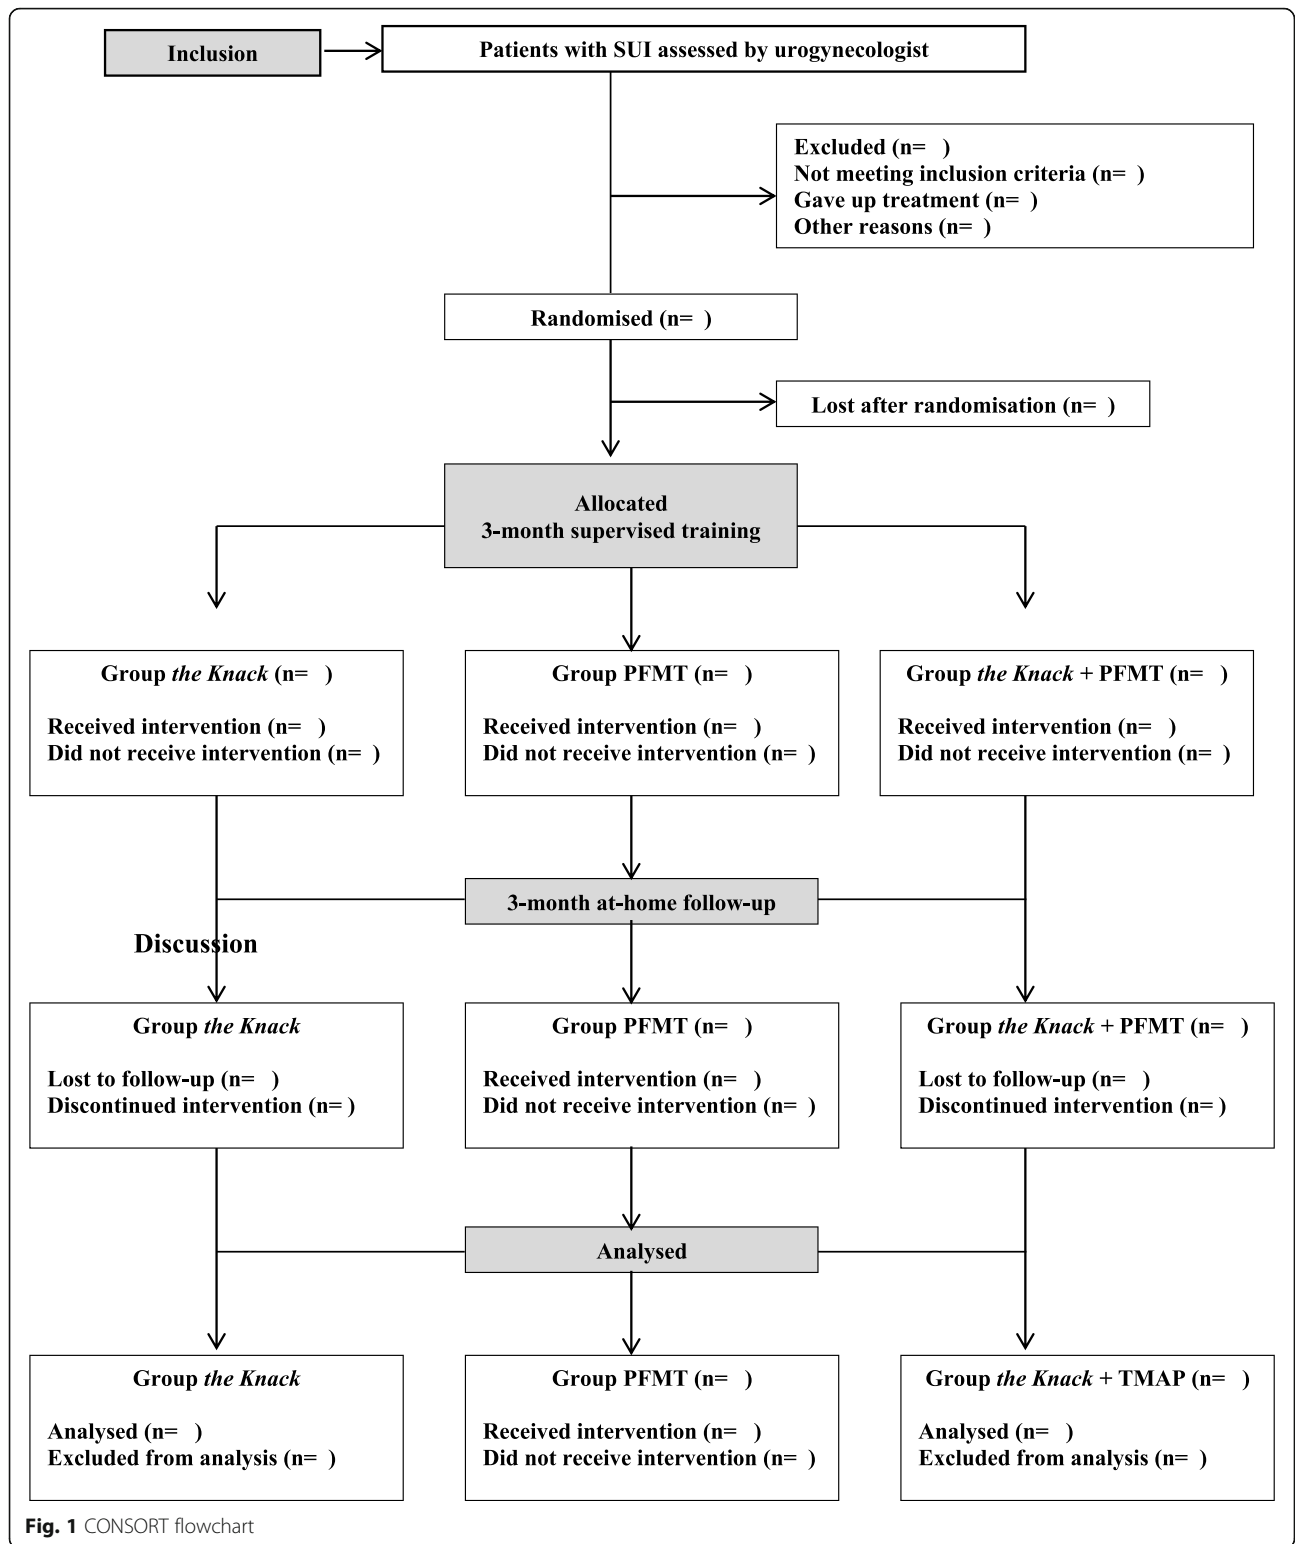 Inclusion
Patients with SUI assessed by urogynecologist
Excluded (n=   )
Not meeting inclusion criteria (n=  )
Gave up treatment (n=  )
Other reasons (n=  )
Randomised (n=  )
Lost after randomisation (n=  )
Allocated
3-month supervised training
Group the Knack (n=   )
Received intervention (n=   )
Did not receive intervention (n=  )
Group PFMT (n=   )
Received intervention (n=   )
Did not receive intervention (n=  )
Group the Knack + PFMT (n=   )
Received intervention (n=   )
Did not receive intervention (n=  )
3-month at-home follow-up
Discussion
Group the Knack
Lost to follow-up (n=   )
Discontinued intervention (n= )
Group PFMT (n=   )
Received intervention (n=   )
Did not receive intervention (n=  )
Group the Knack + PFMT (n=   )
Lost to follow-up (n=   )
Discontinued intervention (n= )
Analysed
Group the Knack
Analysed (n=   )
Excluded from analysis (n=  )
Group PFMT (n=   )
Received intervention (n=   )
Did not receive intervention (n=  )
Group the Knack + TMAP (n=   )
Analysed (n=   )
Excluded from analysis (n=  )
Fig. 1 CONSORT flowchart